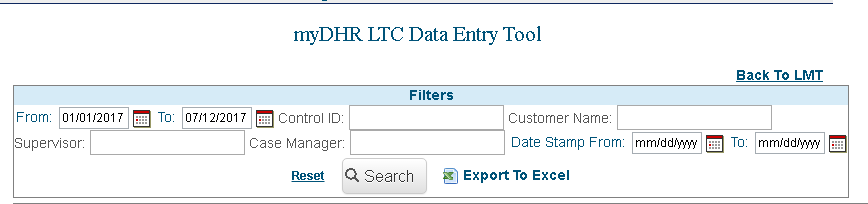 myDHR LTC Data Entry Tool
Back To LMT
Filters
From: 01/01/2017 To: 07/12/2017 Control ID: Customer Name:
Supervisor: Case Manager: Date Stamp From: mm/dd/yyyy To: mm/dd/yyyy
Reset Search Export To Excel